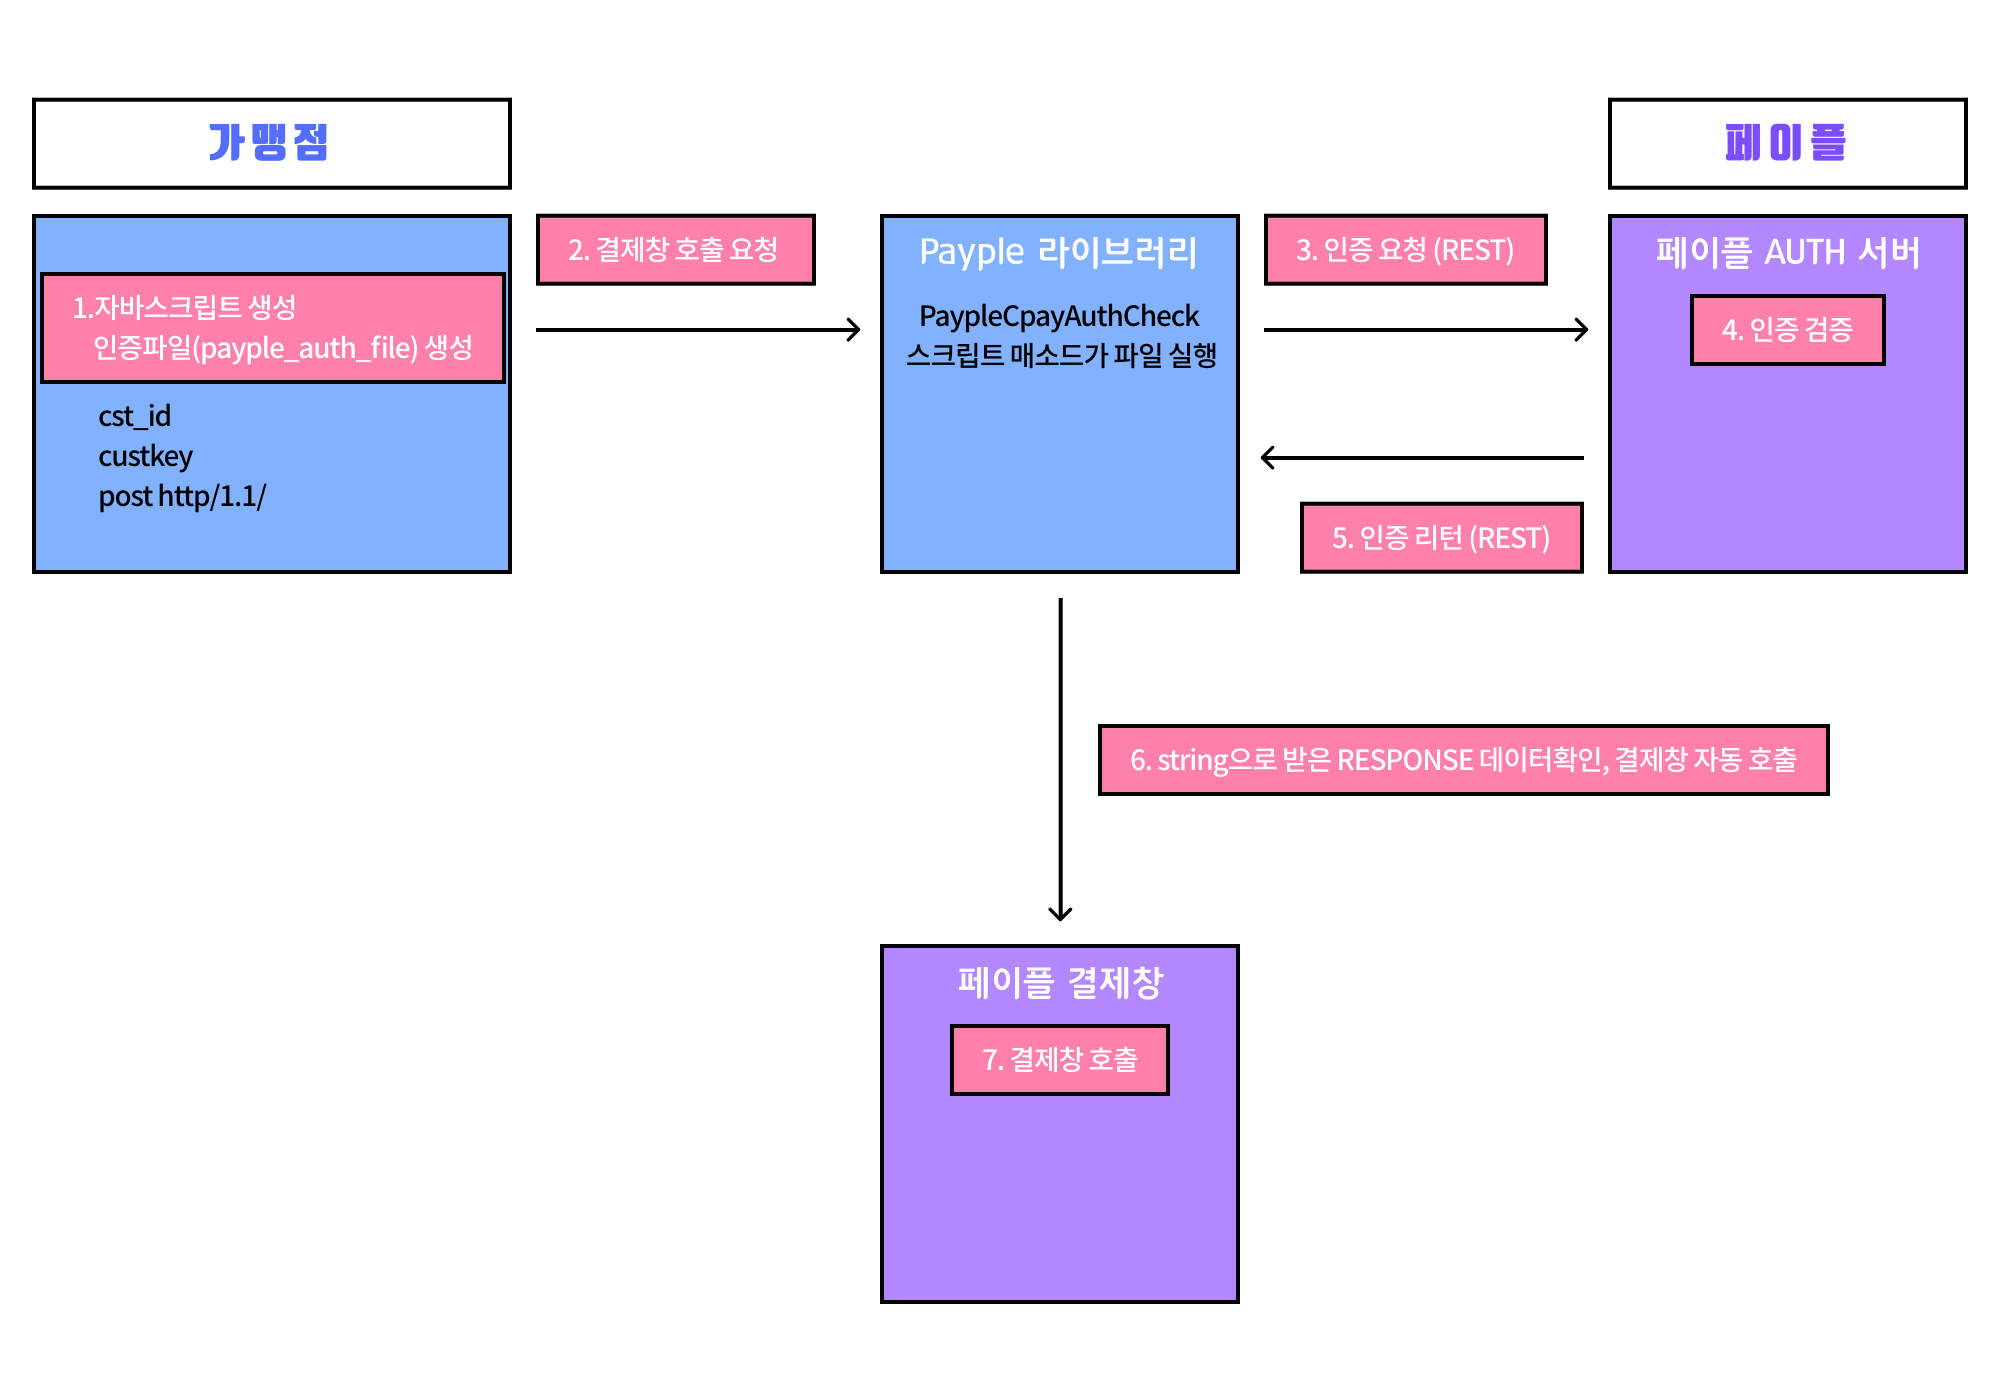 가맹점
페이플
1.자바스크립트 생성
인증파일(payple_auth_file) 생성
cst_id
custkey
post http/1.1/
2. 결제창 호출 요청
Payple 라이브러리
PaypleCpayAuthCheck
스크립트 매소드가 파일 실행
3. 인증 요청 (REST)
페이플 AUTH 서버
4. 인증 검증
5. 인증 리턴 (REST)
6. string으로 받은 RESPONSE 데이터확인, 결제창 자동 호출
페이플 결제창
7. 결제창 호출